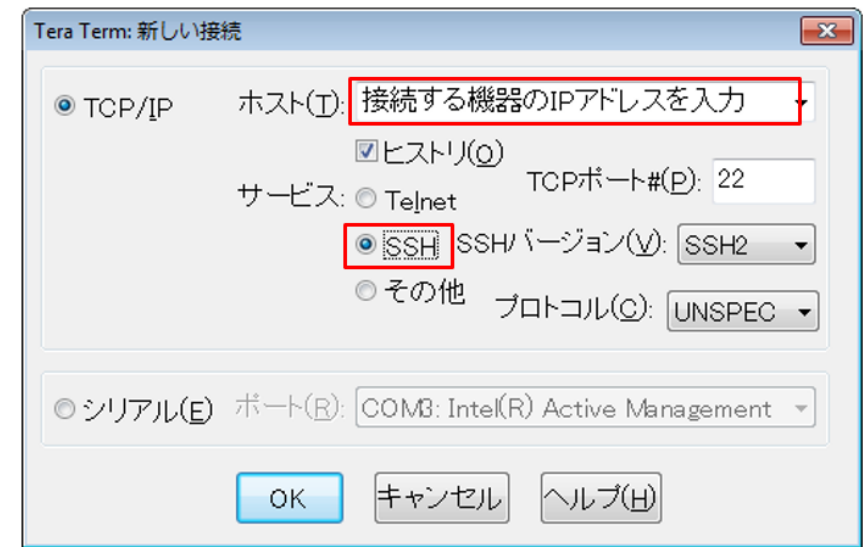 Tera Term: 新しい接続
TCP/IP
ホスト(T): 接続する機器のIPアドレスを入力
ヒストリ(O)
サービス: Telnet
TCPポート#(P): 22
SSH SSHバージョン(V): SSH2
その他
プロトコル(C): UNSPEC
シリアル(E) ポート(R): COM3: Intel(R) Active Management
OK キャンセル ヘルプ(H)